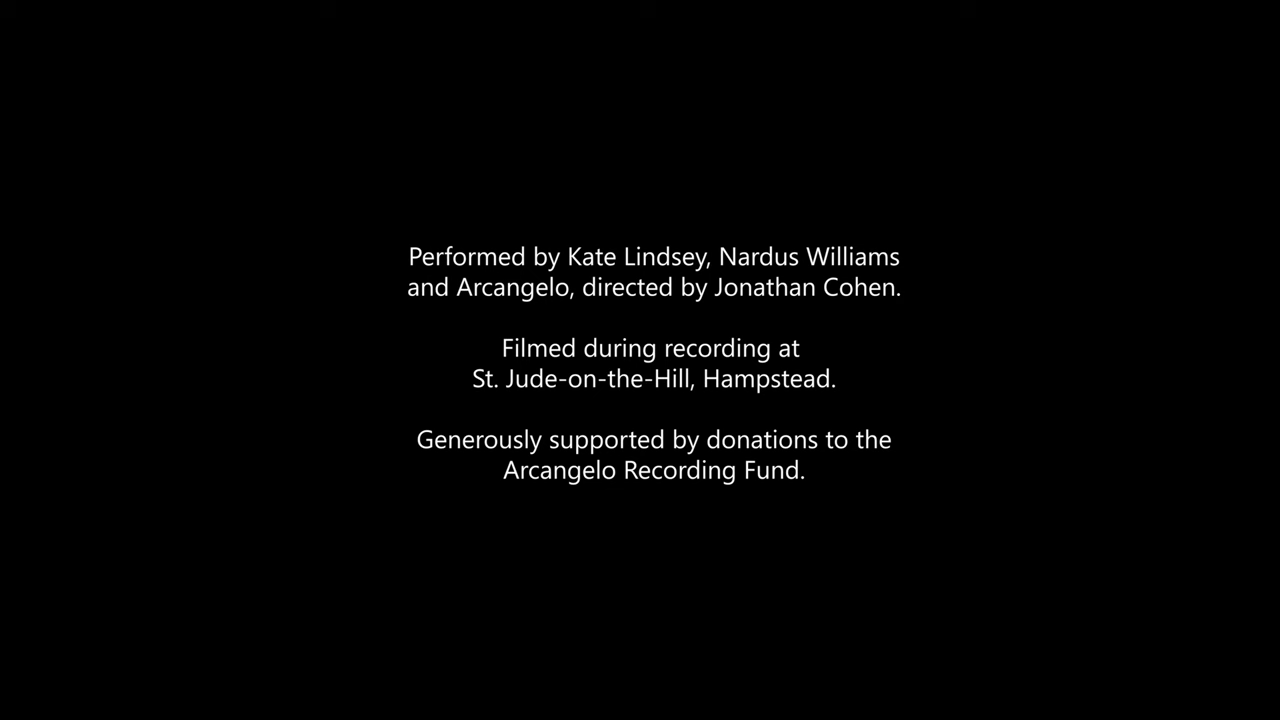 Performed by Kate Lindsey, Nardus Williams
and Arcangelo, directed by Jonathan Cohen.
Filmed during recording at
St. Jude-on-the-Hill, Hampstead.
Generously supported by donations to the
Arcangelo Recording Fund.